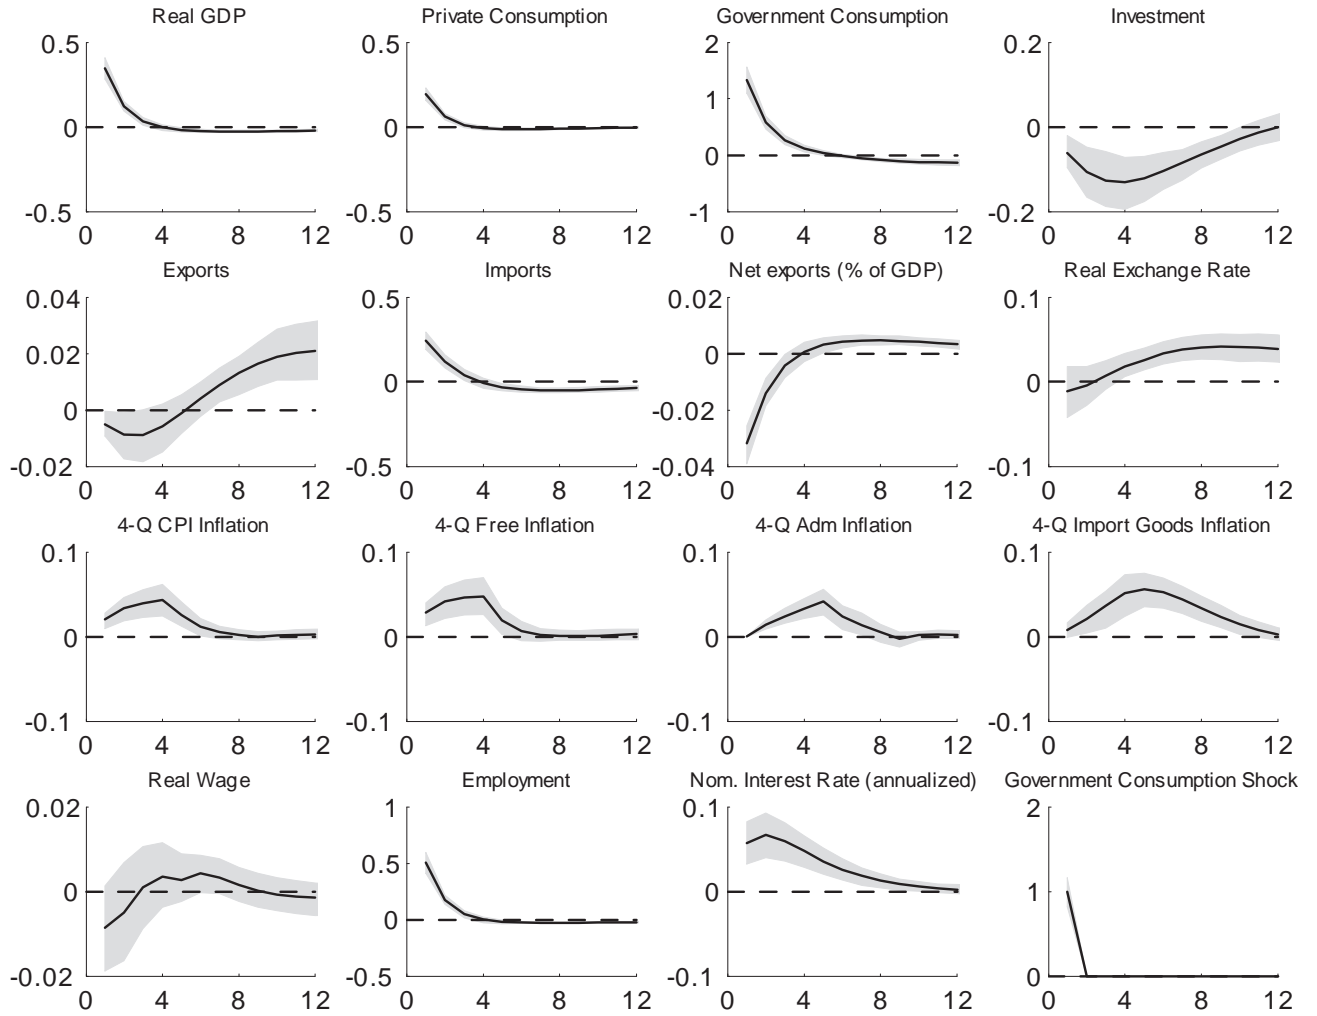 Real GDP
0.5
0
-0.5
0 4 8 12
Private Consumption
0.5
0
-0.5
0 4 8 12
Government Consumption
2
1
0
-1
0 4 8 12
Investment
0.2
0
-0.2
0 4 8 12
Exports
0.04
0.02
0
-0.02
0 4 8 12
Imports
0.5
0
-0.5
0 4 8 12
Net exports (% of GDP)
0.02
0
-0.02
-0.04
0 4 8 12
Real Exchange Rate
0.1
0
-0.1
0 4 8 12
4-Q CPI Inflation
0.1
0
-0.1
0 4 8 12
4-Q Free Inflation
0.1
0
-0.1
0 4 8 12
4-Q Adm Inflation
0.1
0
-0.1
0 4 8 12
4-Q Import Goods Inflation
0.1
0
-0.1
0 4 8 12
Real Wage
0.02
0
-0.02
0 4 8 12
Employment
1
0.5
0
-0.5
0 4 8 12
Nom. Interest Rate (annualized)
0.1
0
-0.1
0 4 8 12
Government Consumption Shock
2
1
0
0 4 8 12